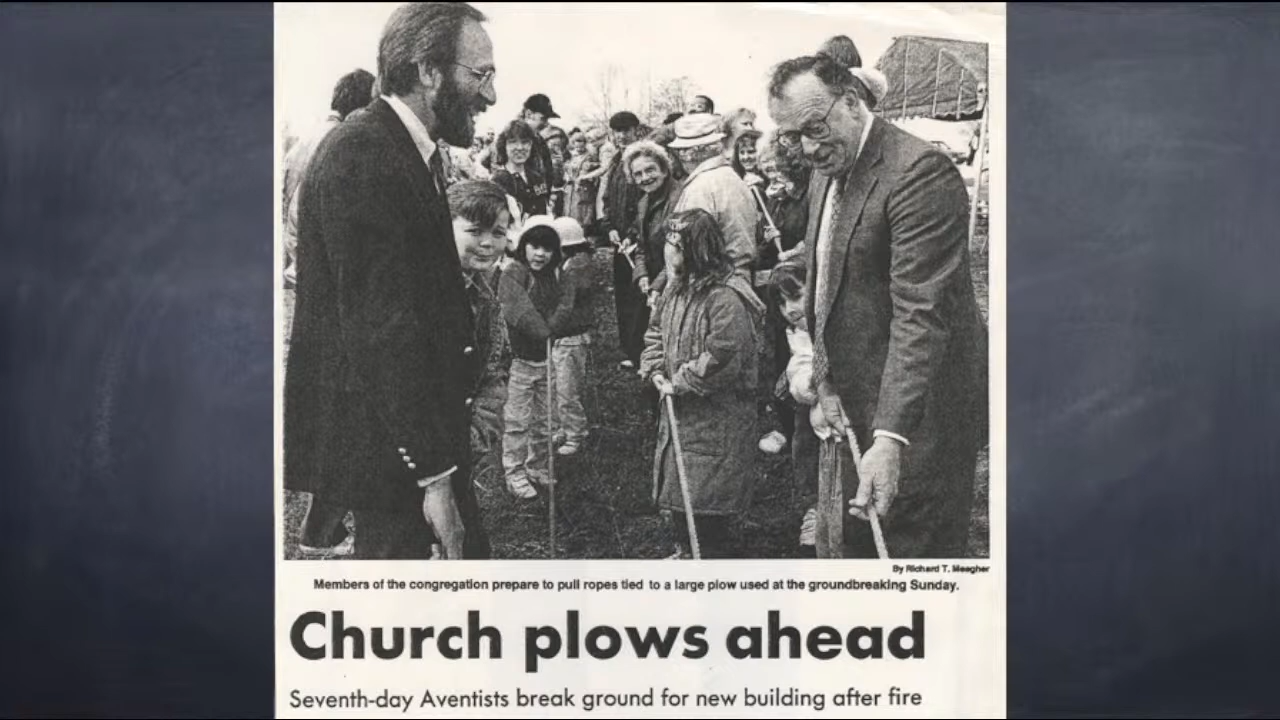 By Richard T. Meagher
Members of the congregation prepare to pull ropes tied to a large plow used at the groundbreaking Sunday.
Church plows ahead
Seventh-day Aventists break ground for new building after fire